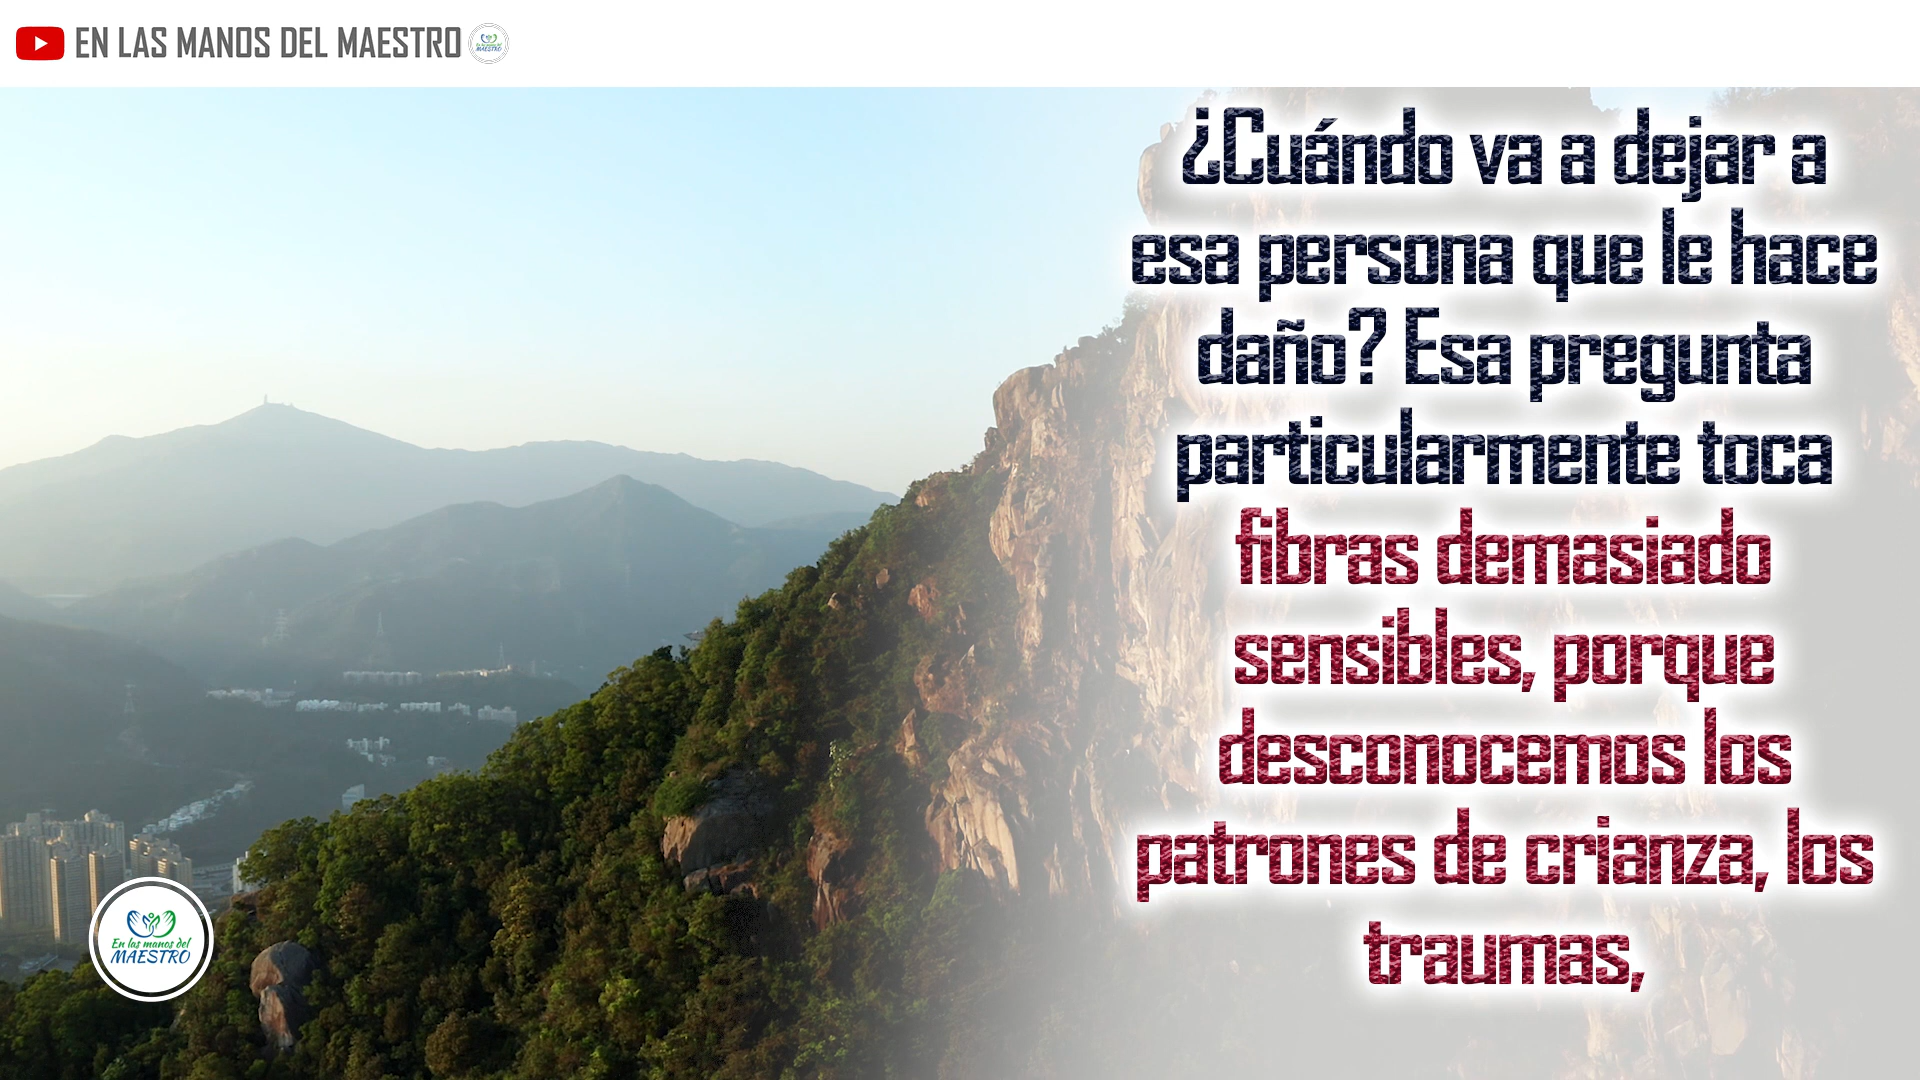 EN LAS MANOS DEL MAESTRO
¿Cuándo va a dejar a
esa persona que le hace
daño? Esa pregunta
particularmente toca
fibras demasiado
sensibles, porque
desconocemos los
patrones de crianza, los
traumas,
En las manos del
MAESTRO